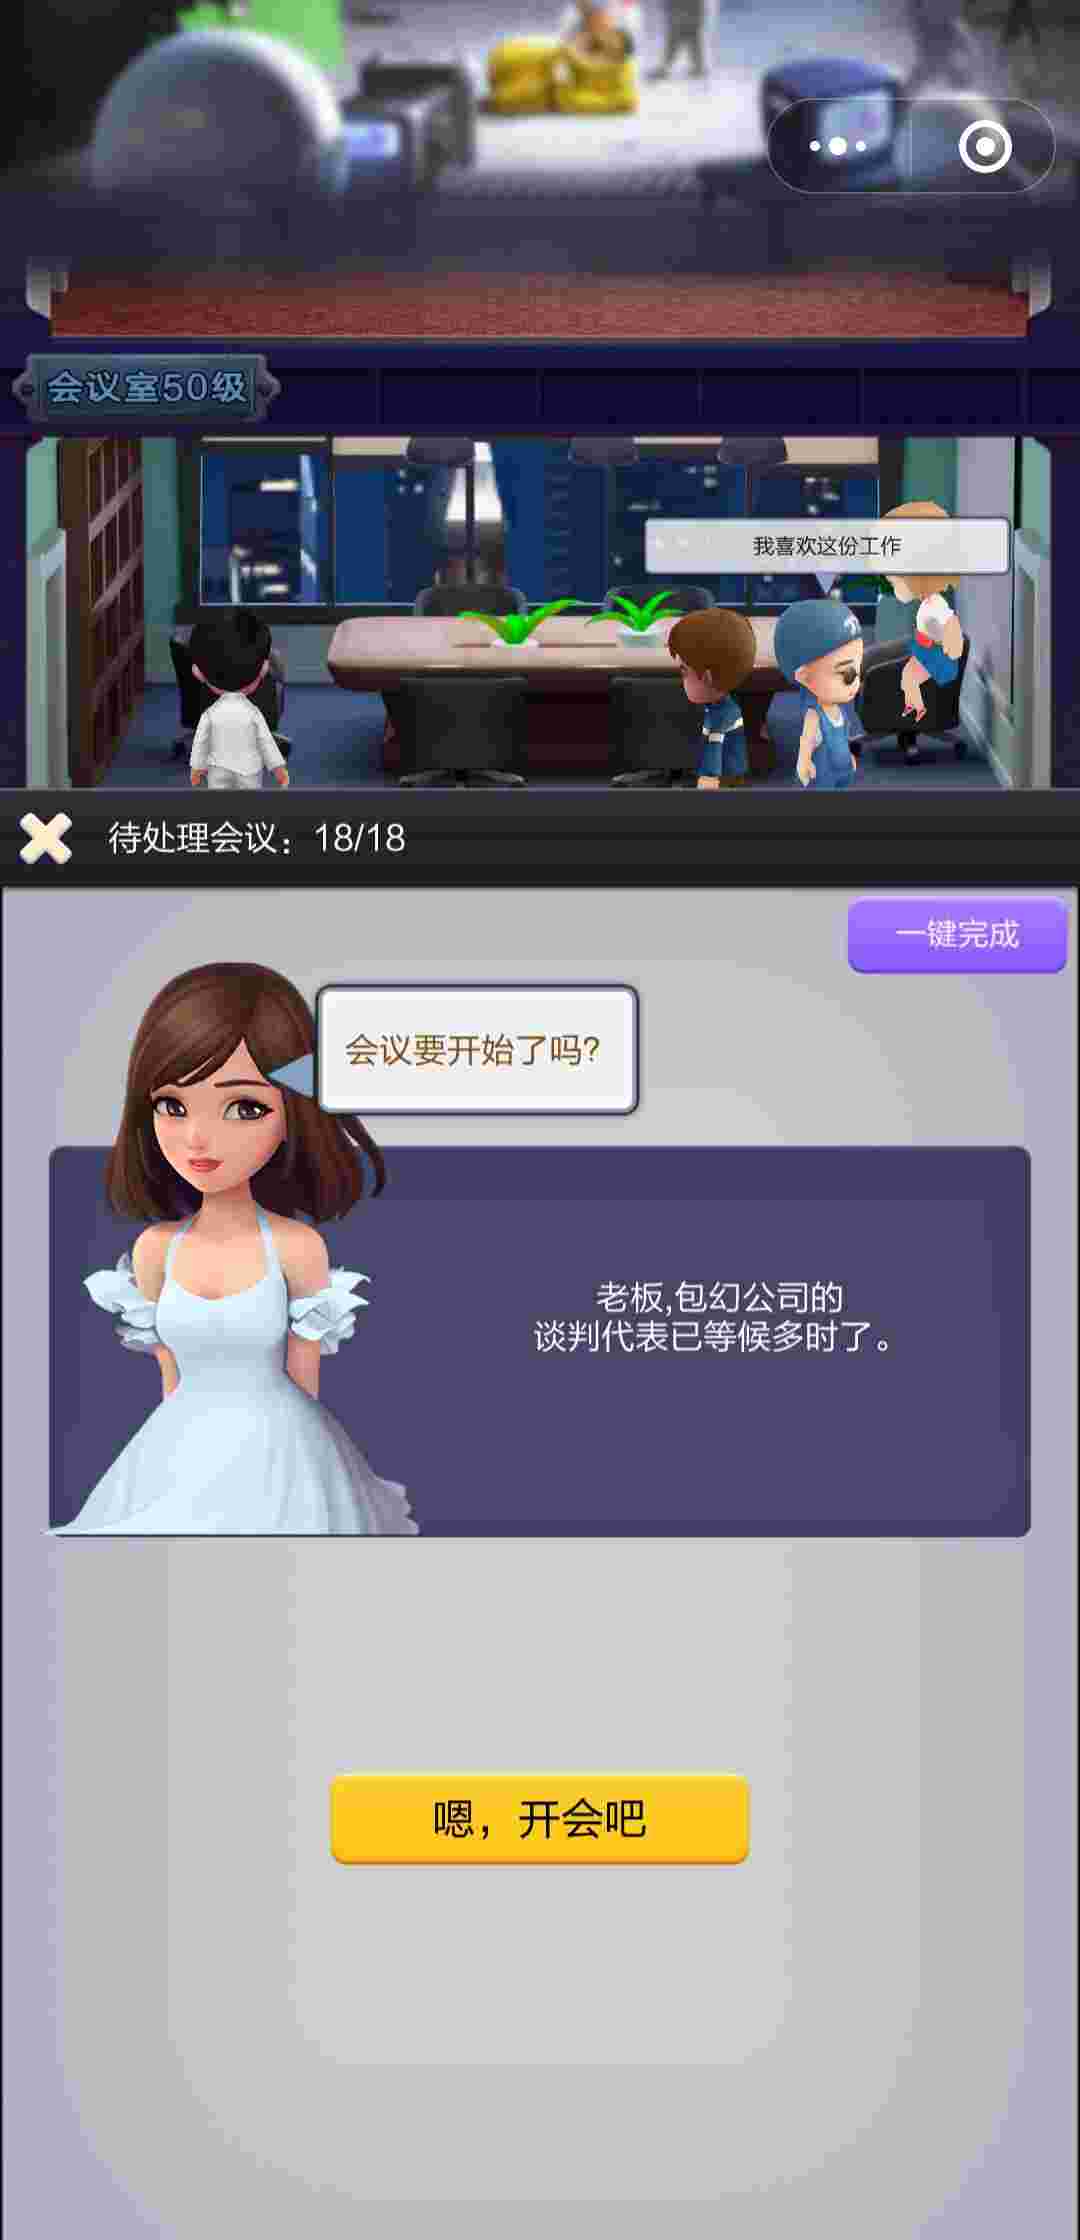 会议室50级
我喜欢这份工作
待处理会议：18/18
一键完成
会议要开始了吗?
老板,包幻公司的
谈判代表已等候多时了。
嗯，开会吧